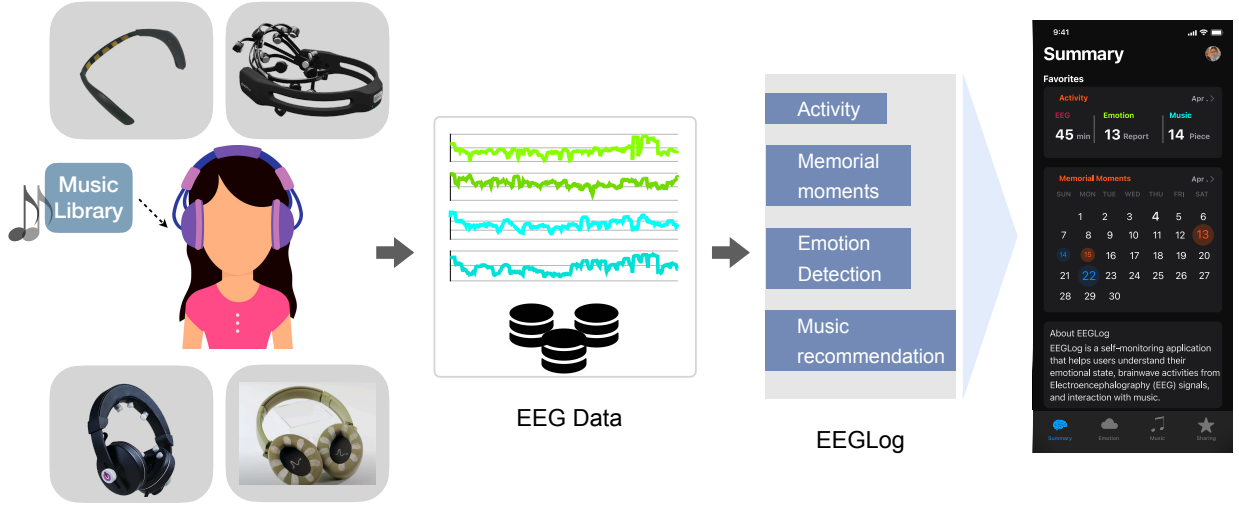 Music
Library
EEG Data
Activity
Memorial
moments
Emotion
Detection
Music
recommendation
EEGLog
9:41
Summary
Favorites
Activity
Apr . >
EEG Emotion Music
45 min 13 Report 14 Piece
Memorial Moments
Apr . >
SUN MON TUE WED THU FRI SAT
1 2 3 4 5 6
7 8 9 10 11 12 13
14 15 16 17 18 19 20
21 22 23 24 25 26 27
28 29 30
About EEGLog
EEGLog is a self-monitoring application
that helps users understand their
emotional state, brainwave activities from
Electroencephalography (EEG) signals,
and interaction with music.
Summary Emotion Music Sharing